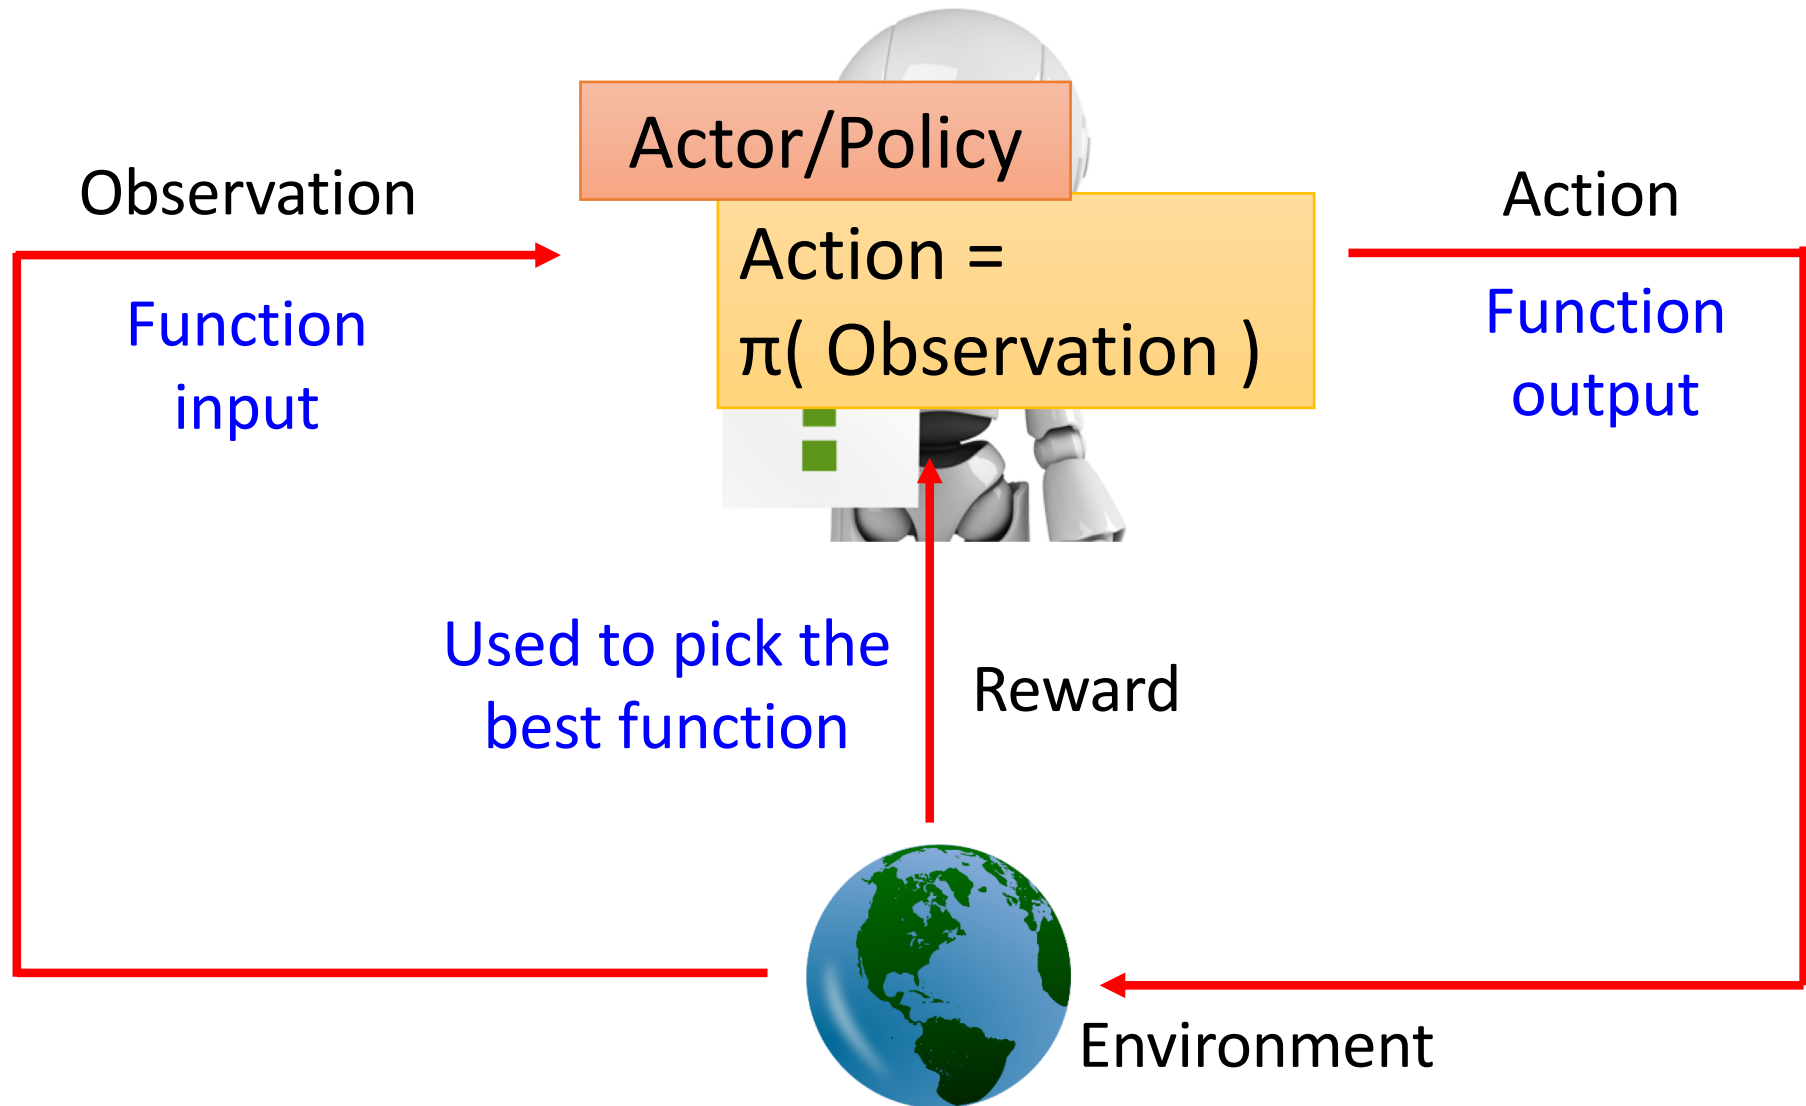 Actor/Policy
Observation
Action
Action =
π( Observation )
Function
input
Function
output
Used to pick the
best function
Reward
Environment